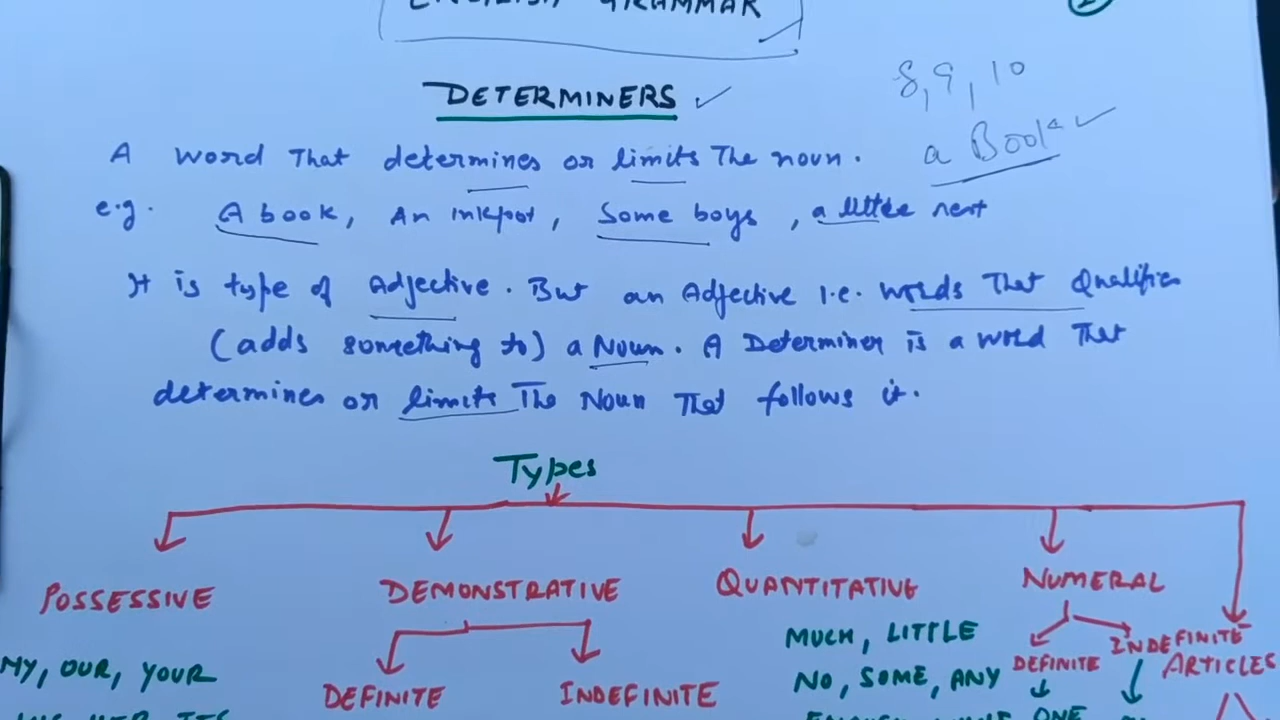 ENGLISH GRAMMAR
DETERMINERS
8, 9, 10
a Book
A word That determines or limits The noun.
e.g. A book, An Inkpot, Some boys, a little rest
It is type of Adjective. But an Adjective i.e. words That Qualifies
(adds something to) a Noun. A Determiner is a word That
determines or limits The Noun That follows it.
Types
POSSESSIVE DEMONSTRATIVE QUANTITATIVE NUMERAL
MUCH, LITTLE
DEFINITE INDEFINITE ARTICLES
MY, OUR, YOUR
DEFINITE INDEFINITE
NO, SOME, ANY
ONE